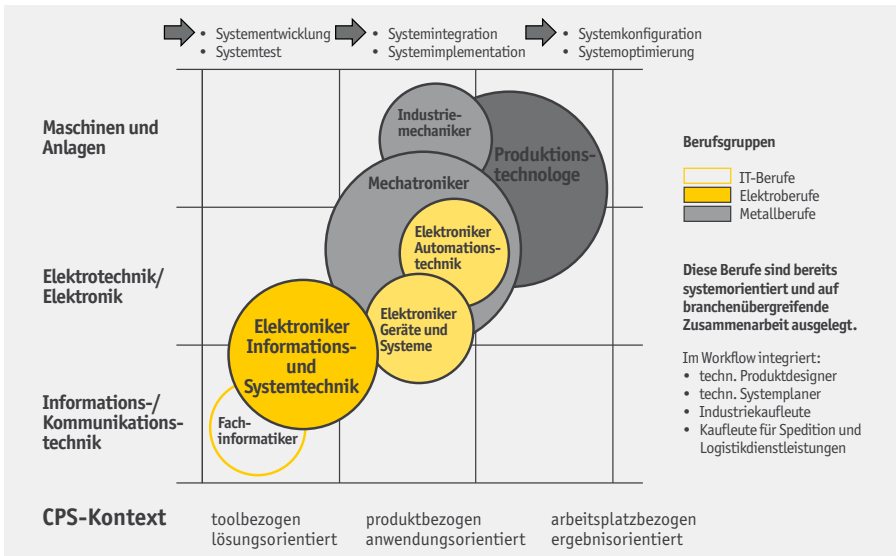 • Systementwicklung
• Systemtest
• Systemintegration
• Systemimplementation
• Systemkonfiguration
• Systemoptimierung
Maschinen und
Anlagen
Elektrotechnik/
Elektronik
Informations-/
Kommunikations-
technik
Industrie-
mechaniker
Produktions-
technologe
Mechatroniker
Elektroniker
Automations-
technik
Elektroniker
Geräte und
Systeme
Elektroniker
Informations-
und
Systemtechnik
Fach-
informatiker
Berufsgruppen
IT-Berufe
Elektroberufe
Metallberufe
Diese Berufe sind bereits
systemorientiert und auf
branchenübergreifende
Zusammenarbeit ausgelegt.
Im Workflow integriert:
• techn. Produktdesigner
• techn. Systemplaner
• Industriekaufleute
• Kaufleute für Spedition und
Logistikdienstleistungen
CPS-Kontext
toolbezogen
lösungsorientiert
produktbezogen
anwendungsorientiert
arbeitsplatzbezogen
ergebnisorientiert